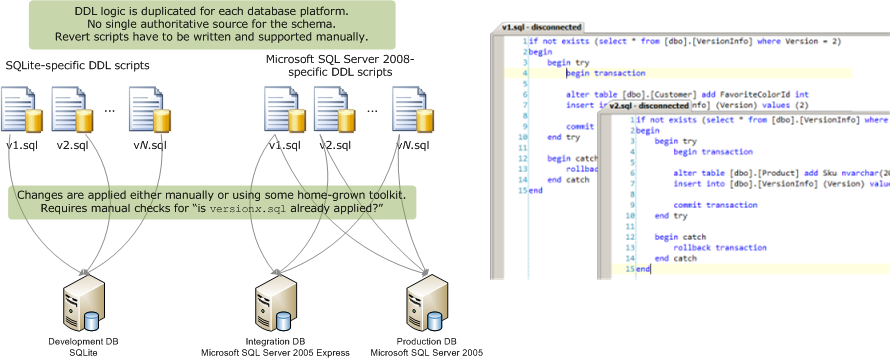 DDL logic is duplicated for each database platform.
No single authoritative source for the schema.
Revert scripts have to be written and supported manually.
SQLite-specific DDL scripts
Microsoft SQL Server 2008-
specific DDL scripts
...
...
v1.sql
v2.sql
vN.sql
v1.sql
v2.sql
vN.sql
Changes are applied either manually or using some home-grown toolkit.
Requires manual checks for “is versionx.sql already applied?”
Development DB
SQLite
Integration DB
Microsoft SQL Server 2005 Express
Production DB
Microsoft SQL Server 2005
v1.sql - disconnected
1 if not exists (select * from [dbo].[VersionInfo] where Version = 2)
2 begin
3 begin try
4 begin transaction
5
6 alter table [dbo].[Customer] add FavoriteColorId int
7 insert in nfo] (Version) values (2)
8
9 commit
10 end try
11
12 begin catch
13 rollbac
14 end catch
15 end
v2.sql - disconnected
1 if not exists (select * from [dbo].[VersionInfo] where
2 begin
3 begin try
4 begin transaction
5
6 alter table [dbo].[Product] add Sku nvarchar(20
7 insert into [dbo].[VersionInfo] (Version) value
8
9 commit transaction
10 end try
11
12 begin catch
13 rollback transaction
14 end catch
15 end